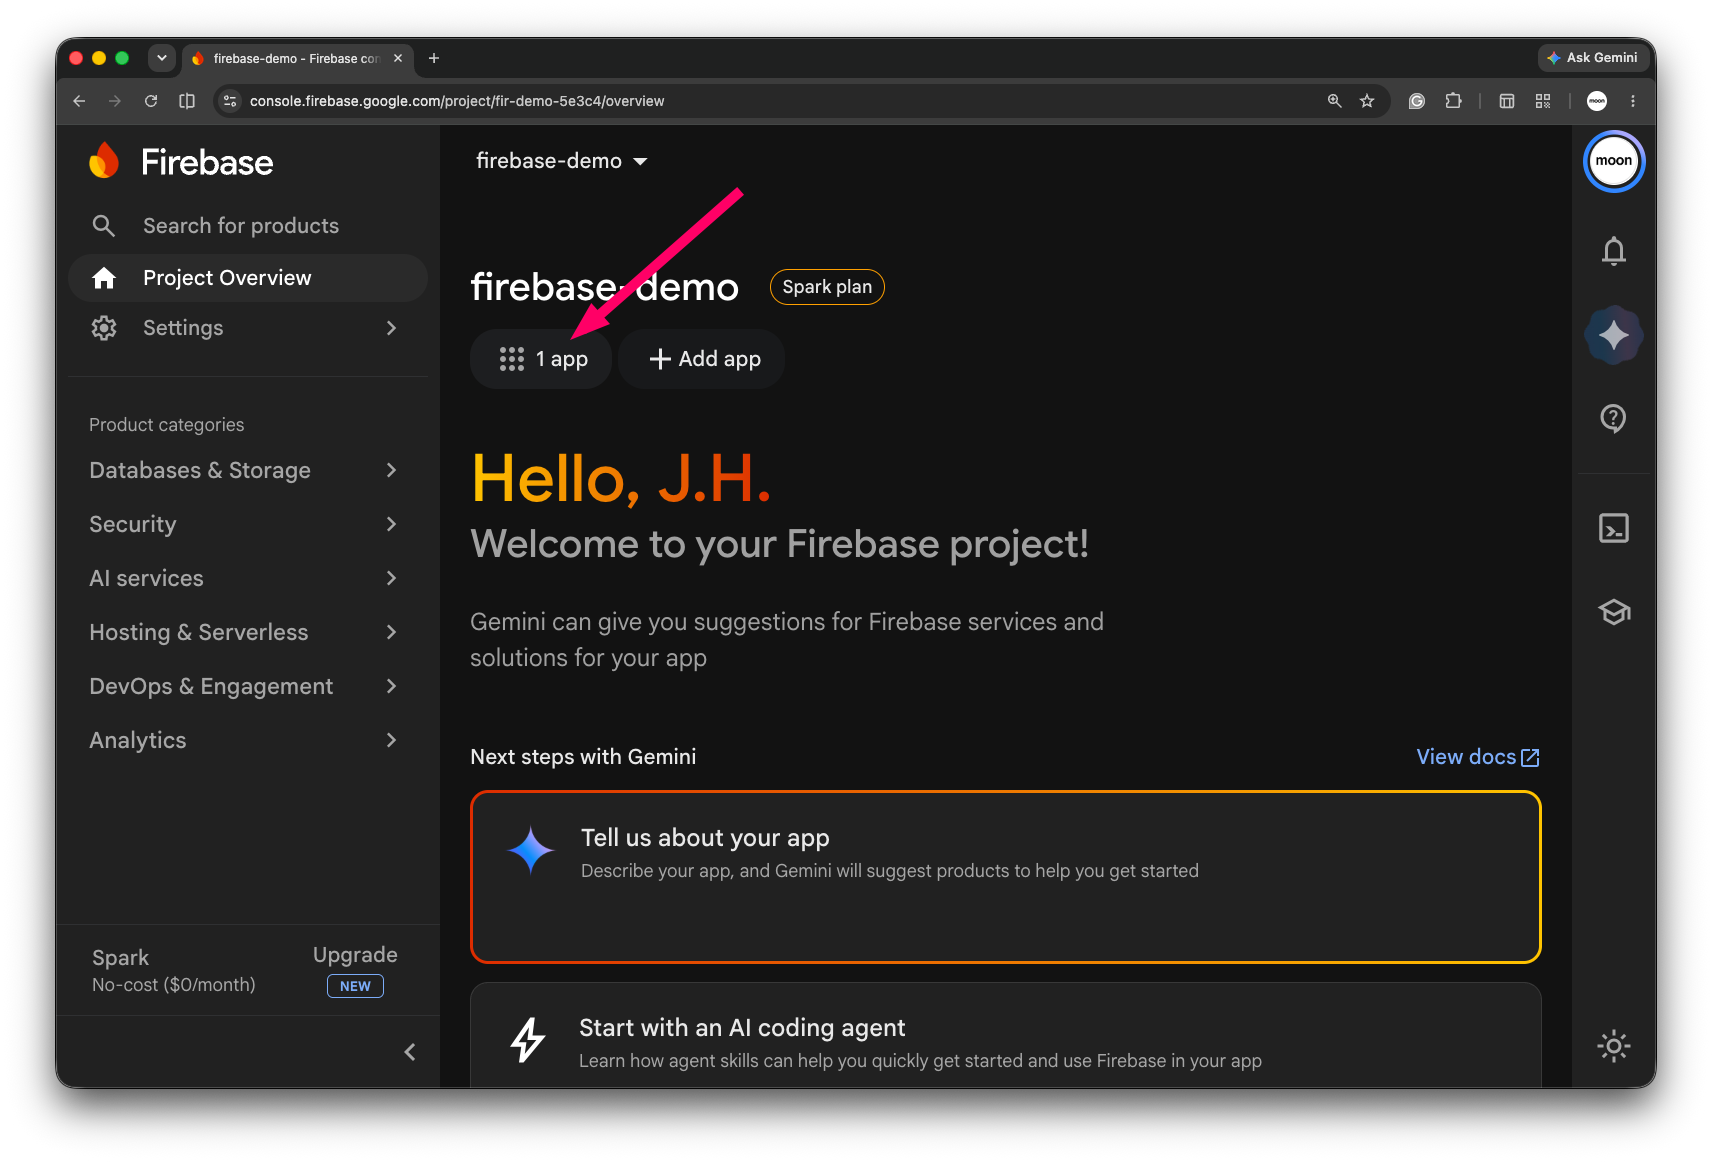 firebase-demo - Firebase con
Ask Gemini
console.firebase.google.com/project/fir-demo-5e3c4/overview
moon
Firebase
Search for products
Project Overview
Settings
Product categories
Databases & Storage
Security
AI services
Hosting & Serverless
DevOps & Engagement
Analytics
Spark
No-cost ($0/month)
Upgrade
NEW
firebase-demo
firebase-demo
Spark plan
1 app
Add app
Hello, J.H.
Welcome to your Firebase project!
Gemini can give you suggestions for Firebase services and
solutions for your app
Next steps with Gemini
View docs
Tell us about your app
Describe your app, and Gemini will suggest products to help you get started
Start with an AI coding agent
Learn how agent skills can help you quickly get started and use Firebase in your app
moon